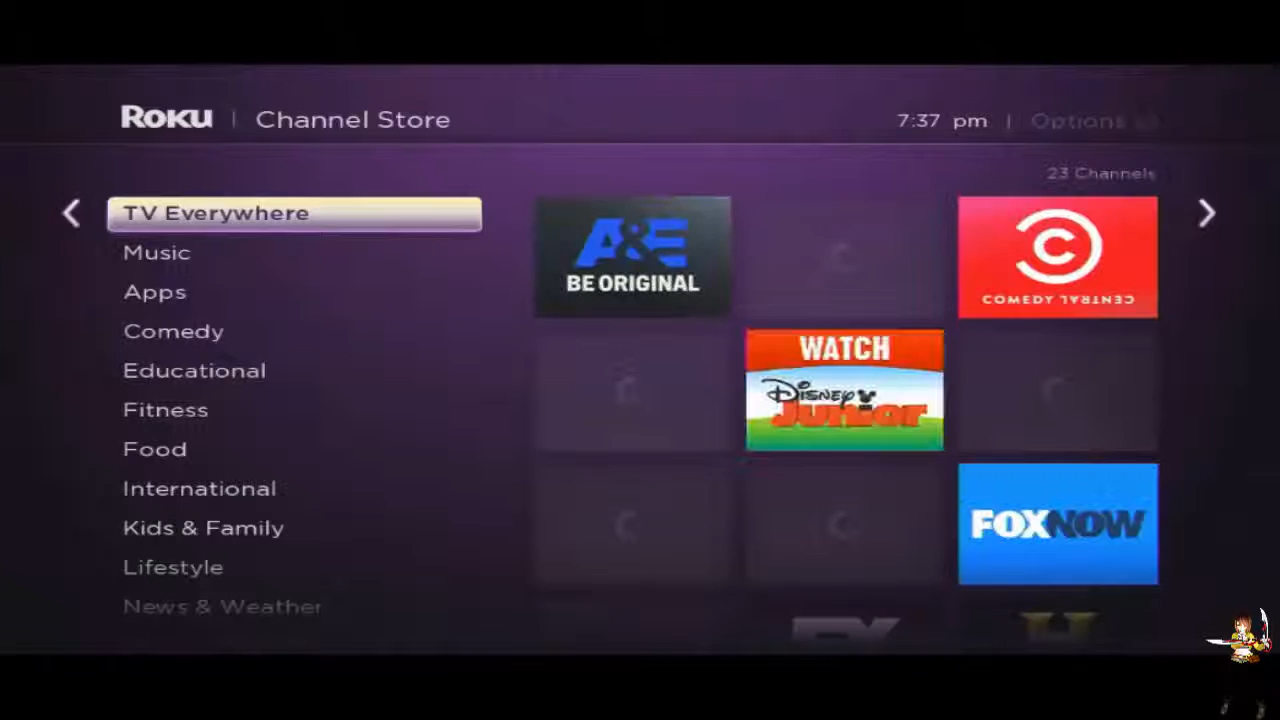 Roku | Channel Store
7:37 pm | Options
23 Channels
TV Everywhere
Music
Apps
Comedy
Educational
Fitness
Food
International
Kids & Family
Lifestyle
News & Weather
A&E
BE ORIGINAL
COMEDY CENTRAL
WATCH
Disney
Junior
FOXNOW
FX
H